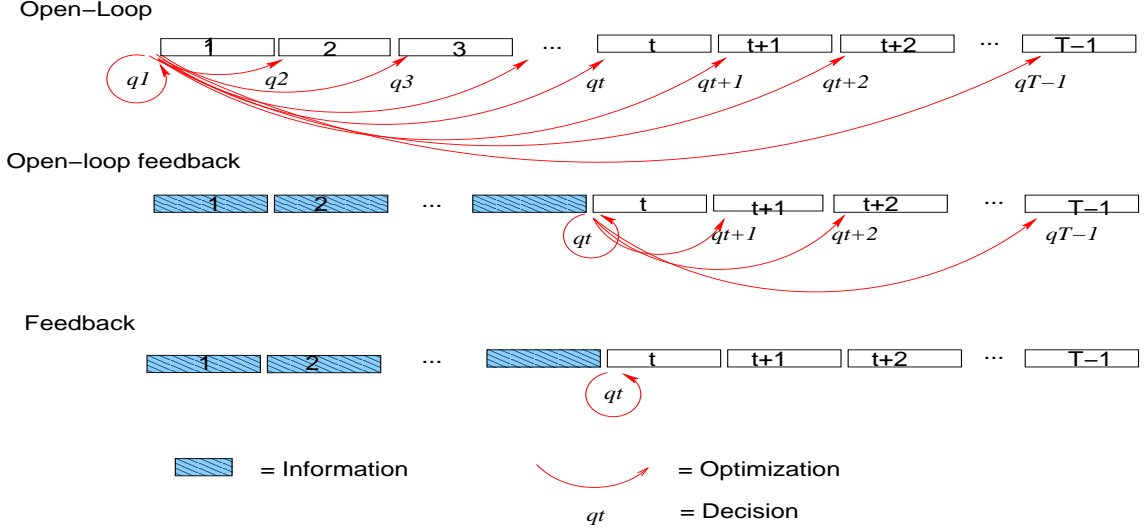 Open-Loop
1 2 3 ... t t+1 t+2 ... T-1
q1 q2 q3 qt qt+1 qt+2 qT-1
Open-loop feedback
1 2 ... t t+1 t+2 ... T-1
qt qt+1 qt+2 qT-1
Feedback
1 2 ... t t+1 t+2 ... T-1
qt
= Information = Optimization
qt = Decision